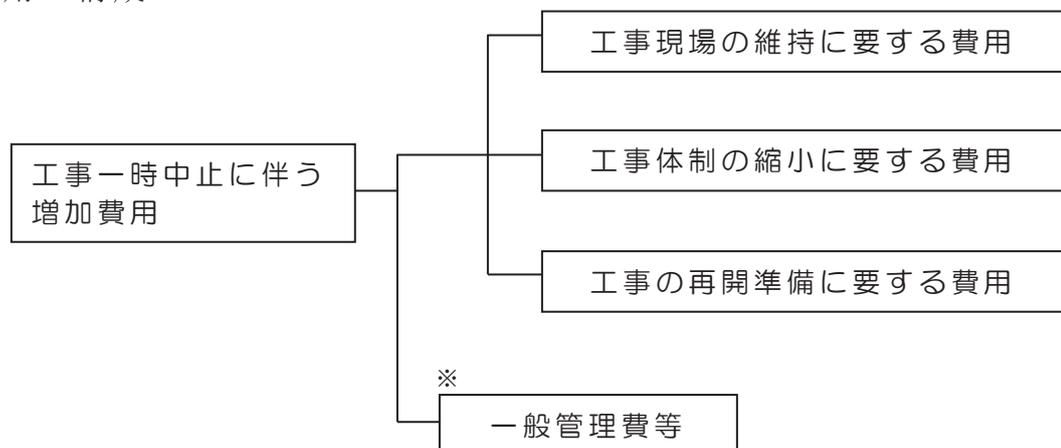 工事現場の維持に要する費用
工事体制の縮小に要する費用
工事一時中止に伴う
増加費用
工事の再開準備に要する費用
※
一般管理費等